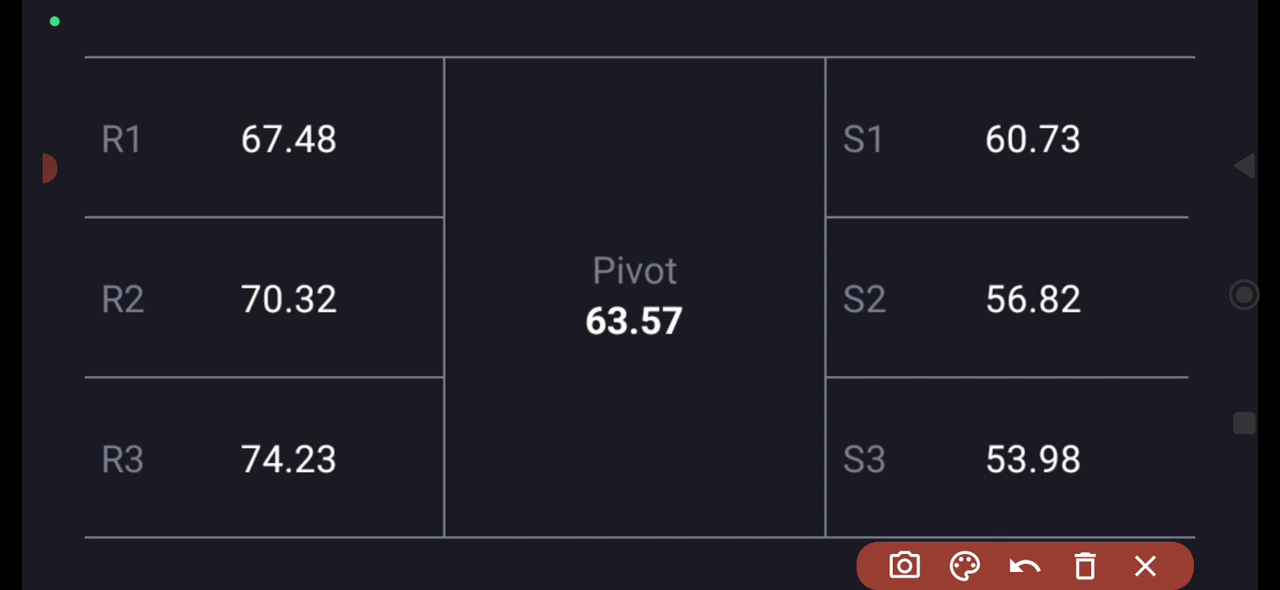 R1 67.48
R2 70.32
R3 74.23
Pivot
63.57
S1 60.73
S2 56.82
S3 53.98